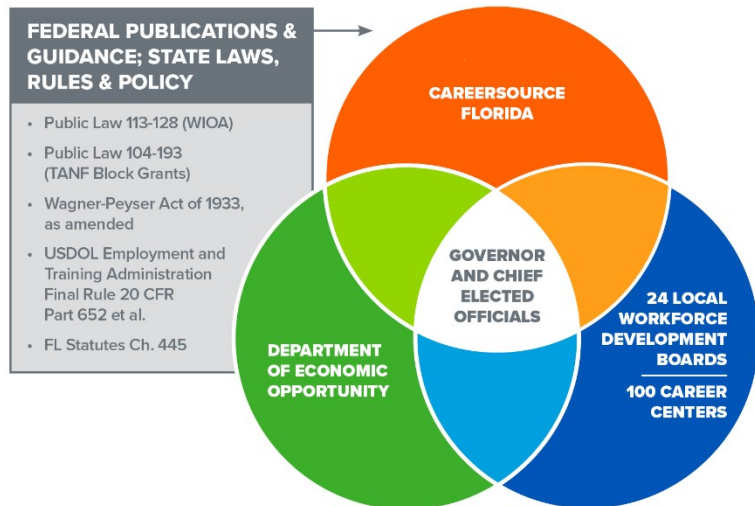 FEDERAL PUBLICATIONS &
GUIDANCE; STATE LAWS,
RULES & POLICY
• Public Law 113-128 (WIOA)
• Public Law 104-193
(TANF Block Grants)
• Wagner-Peyser Act of 1933,
as amended
• USDOL Employment and
Training Administration
Final Rule 20 CFR
Part 652 et al.
• FL Statutes Ch. 445
CAREERSOURCE
FLORIDA
GOVERNOR
AND CHIEF
ELECTED
OFFICIALS
DEPARTMENT
OF ECONOMIC
OPPORTUNITY
24 LOCAL
WORKFORCE
DEVELOPMENT
BOARDS
100 CAREER
CENTERS